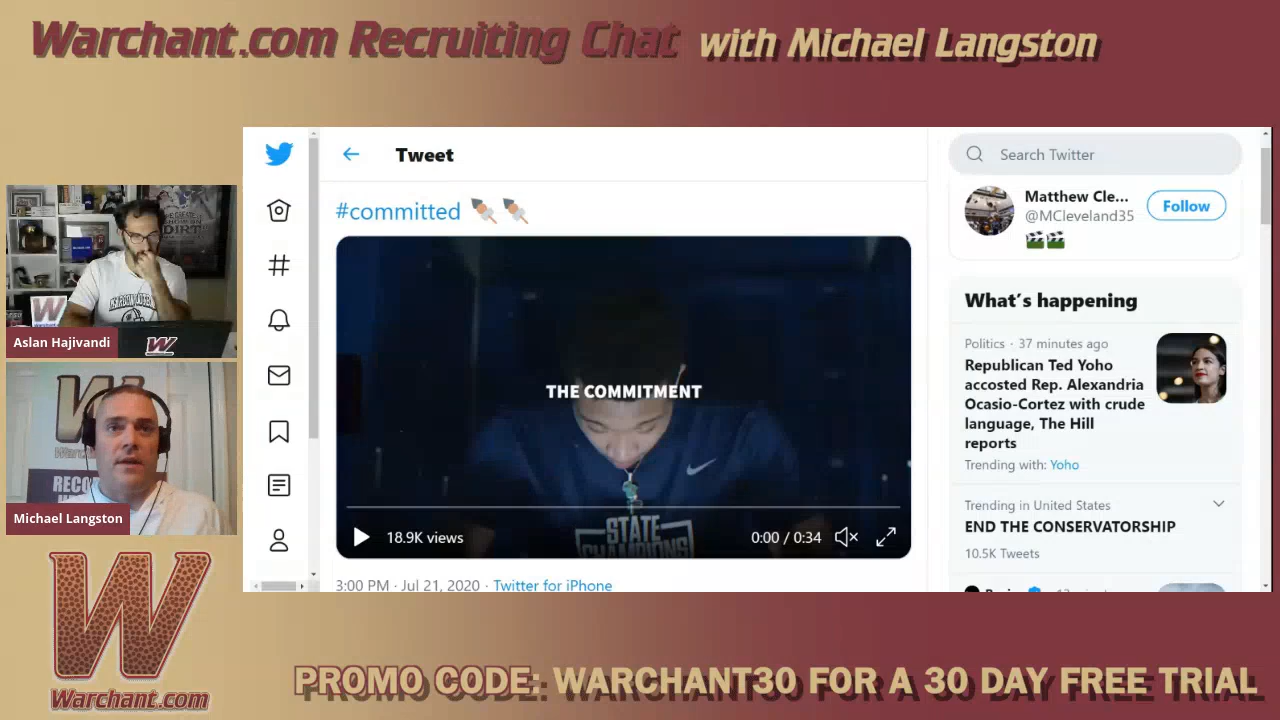 Warchant.com Recruiting Chat with Michael Langston
Tweet
#committed
THE COMMITMENT
STATE
CHAMPIONS
18.9K views
0:00 / 0:34
3:00 PM · Jul 21, 2020 · Twitter for iPhone
Search Twitter
Matthew Cle...
@MCleveland35
Follow
What's happening
Politics · 37 minutes ago
Republican Ted Yoho
accosted Rep. Alexandria
Ocasio-Cortez with crude
language, The Hill
reports
Trending with: Yoho
Trending in United States
END THE CONSERVATORSHIP
10.5K Tweets
DIRT!
W
Aslan Hajivandi
W
W
Michael Langston
W
Warchant.com
PROMO CODE: WARCHANT30 FOR A 30 DAY FREE TRIAL